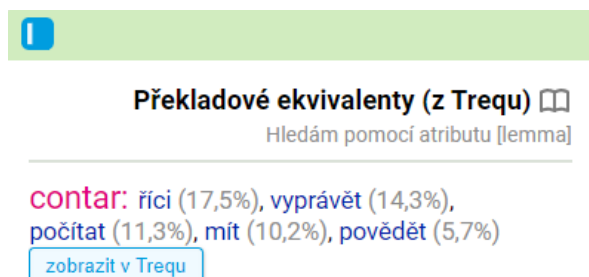 Překladové ekvivalenty (z Trequ)
Hledám pomocí atributu [lemma]
contar: říci (17,5%), vyprávět (14,3%),
počítat (11,3%), mít (10,2%), povědět (5,7%)
zobrazit v Trequ